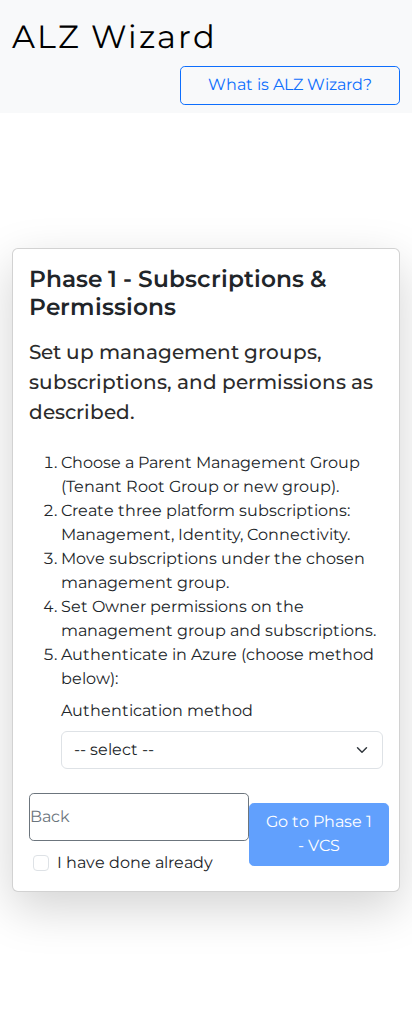 ALZ Wizard
What is ALZ Wizard?
Phase 1 - Subscriptions &
Permissions
Set up management groups,
subscriptions, and permissions as
described.
1. Choose a Parent Management Group
(Tenant Root Group or new group).
2. Create three platform subscriptions:
Management, Identity, Connectivity.
3. Move subscriptions under the chosen
management group.
4. Set Owner permissions on the
management group and subscriptions.
5. Authenticate in Azure (choose method
below):
Authentication method
-- select --
Back
I have done already
Go to Phase 1
- VCS